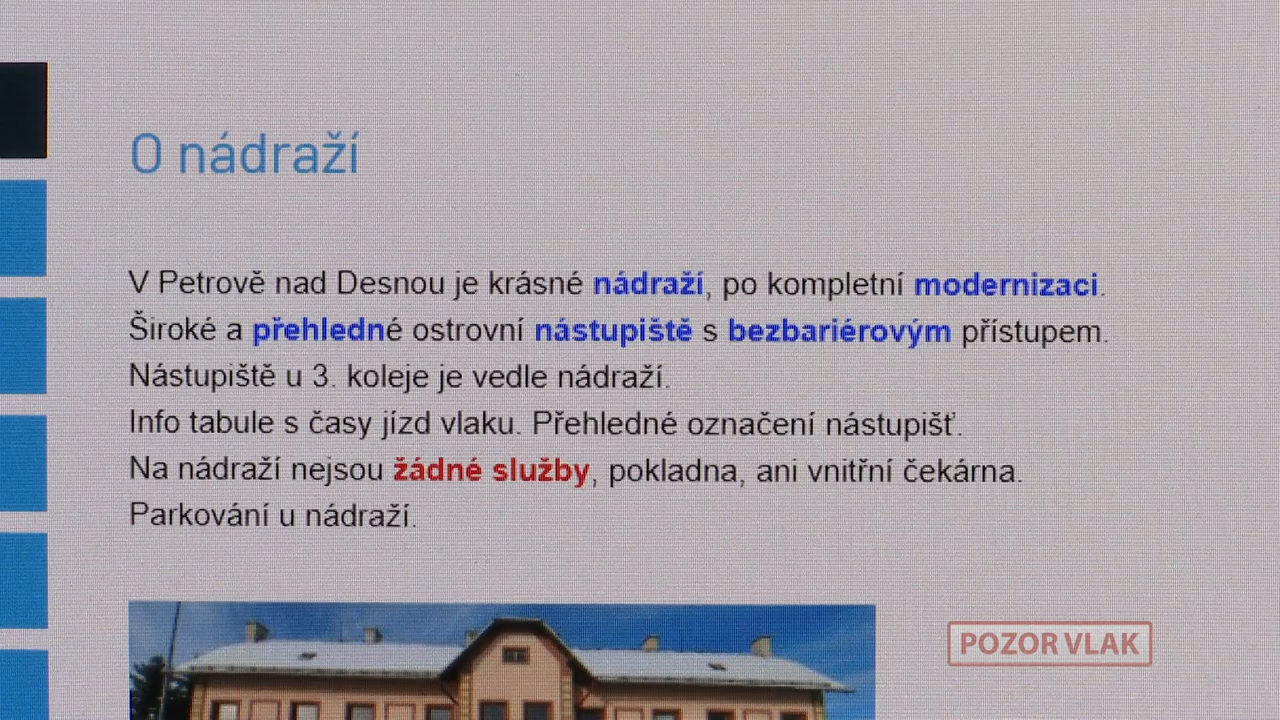 O nádraží
V Petrově nad Desnou je krásné nádraží, po kompletní modernizaci.
Široké a přehledné ostrovní nástupiště s bezbariérovým přístupem.
Nástupiště u 3. koleje je vedle nádraží.
Info tabule s časy jízd vlaku. Přehledné označení nástupišť.
Na nádraží nejsou žádné služby, pokladna, ani vnitřní čekárna.
Parkování u nádraží.
POZOR VLAK